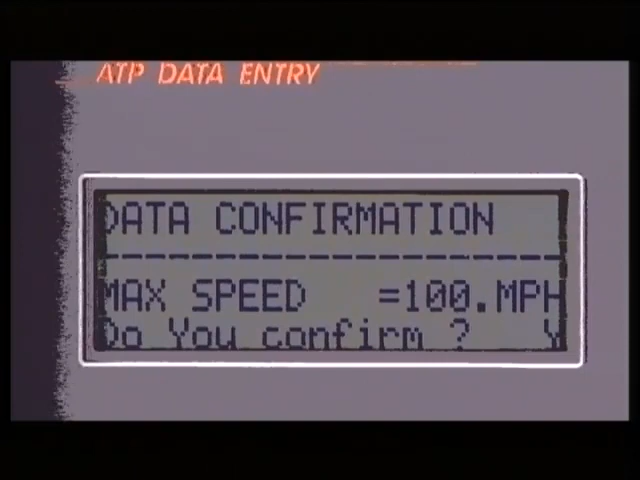 ATP DATA ENTRY
DATA CONFIRMATION
--------------------------
MAX SPEED =100.MPH
Do You confirm ? Y